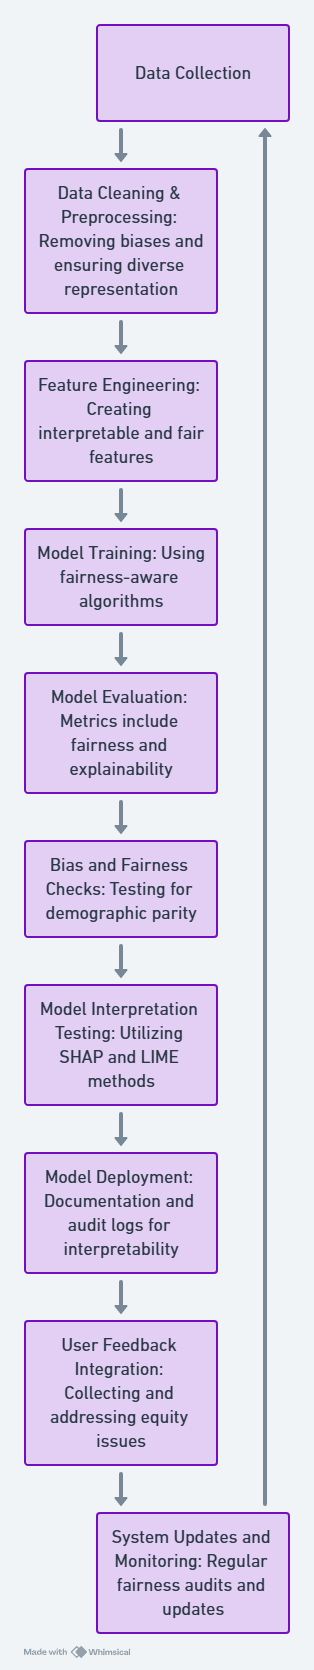 Data Collection
Data Cleaning &
Preprocessing:
Removing biases and
ensuring diverse
representation
Feature Engineering:
Creating
interpretable and fair
features
Model Training: Using
fairness-aware
algorithms
Model Evaluation:
Metrics include
fairness and
explainability
Bias and Fairness
Checks: Testing for
demographic parity
Model Interpretation
Testing: Utilizing
SHAP and LIME
methods
Model Deployment:
Documentation and
audit logs for
interpretability
User Feedback
Integration:
Collecting and
addressing equity
issues
System Updates and
Monitoring: Regular
fairness audits and
updates
Made with Whimsical